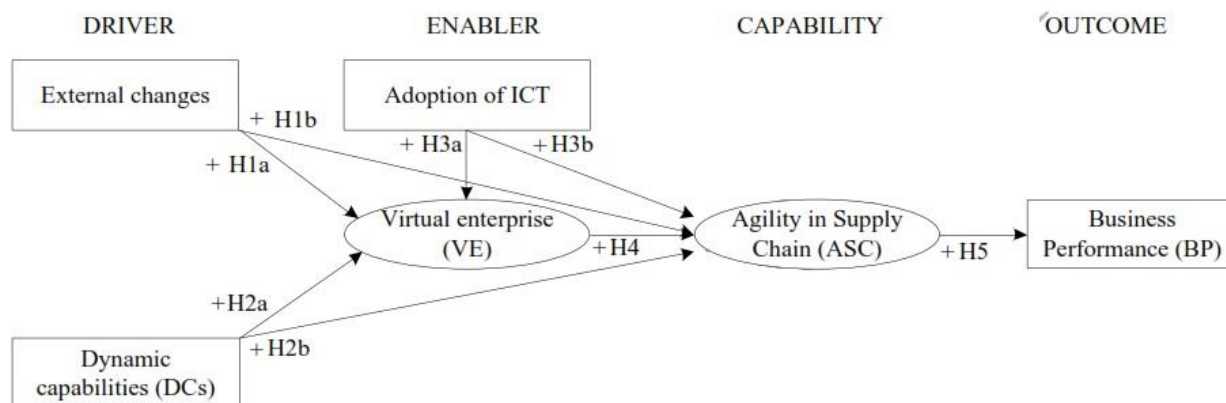 DRIVER
ENABLER
CAPABILITY
OUTCOME
External changes
Adoption of ICT
+ H1b
+ H3a
+ H3b
+ H1a
Virtual enterprise
(VE)
Agility in Supply
Chain (ASC)
Business
Performance (BP)
+H4
+H5
+H2a
+H2b
Dynamic
capabilities (DCs)